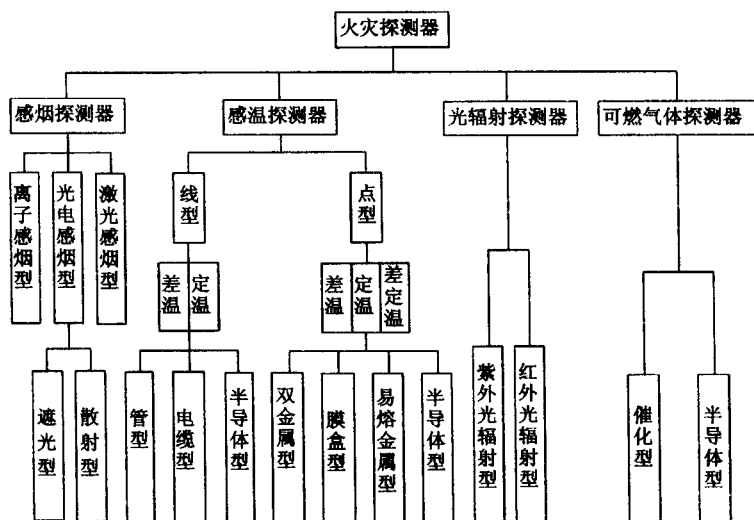 火灾探测器
感烟探测器
感温探测器
光辐射探测器
可燃气体探测器
离子感烟型
光电感烟型
激光感烟型
线型
点型
差温
定温
差温
定温
差定温
遮光型
散射型
管型
电缆型
半导体型
双金属型
膜盒型
易熔金属型
半导体型
紫外光辐射型
红外光辐射型
催化型
半导体型